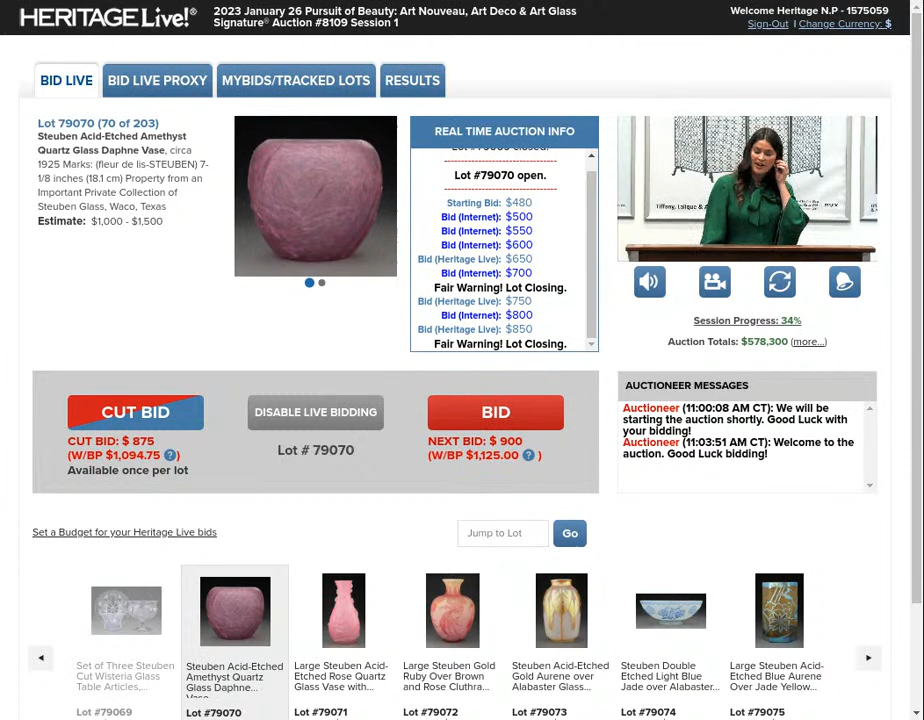 HERITAGE Live!®
2023 January 26 Pursuit of Beauty: Art Nouveau, Art Deco & Art Glass
Signature® Auction #8109 Session 1
Welcome Heritage N.P - 1575059
Sign-Out | Change Currency: $
BID LIVE
BID LIVE PROXY
MYBIDS/TRACKED LOTS
RESULTS
Lot 79070 (70 of 203)
Steuben Acid-Etched Amethyst
Quartz Glass Daphne Vase, circa
1925 Marks: (fleur de lis-STEUBEN) 7-
1/8 inches (18.1 cm) Property from an
Important Private Collection of
Steuben Glass, Waco, Texas
Estimate: $1,000 - $1,500
REAL TIME AUCTION INFO
Lot #79069 closed.
Lot #79070 open.
Starting Bid: $480
Bid (Internet): $500
Bid (Internet): $550
Bid (Internet): $600
Bid (Heritage Live): $650
Bid (Internet): $700
Fair Warning! Lot Closing.
Bid (Heritage Live): $750
Bid (Internet): $800
Bid (Heritage Live): $850
Fair Warning! Lot Closing.
Session Progress: 34%
Auction Totals: $578,300 (more...)
CUT BID
CUT BID: $ 875
(W/BP $1,094.75 ?)
Available once per lot
DISABLE LIVE BIDDING
Lot # 79070
BID
NEXT BID: $ 900
(W/BP $1,125.00 ? )
AUCTIONEER MESSAGES
Auctioneer (11:00:08 AM CT): We will be
starting the auction shortly. Good Luck with
your bidding!
Auctioneer (11:03:51 AM CT): Welcome to the
auction. Good Luck bidding!
Set a Budget for your Heritage Live bids
Jump to Lot
Go
Set of Three Steuben
Cut Wisteria Glass
Table Articles,...
Lot #79069
Steuben Acid-Etched
Amethyst Quartz
Glass Daphne...
Vase
Lot #79070
Large Steuben Acid-
Etched Rose Quartz
Glass Vase with...
Lot #79071
Large Steuben Gold
Ruby Over Brown
and Rose Cluthra...
Lot #79072
Steuben Acid-Etched
Gold Aurene over
Alabaster Glass...
Lot #79073
Steuben Double
Etched Light Blue
Jade over Alabaster...
Lot #79074
Large Steuben Acid-
Etched Blue Aurene
Over Jade Yellow...
Lot #79075